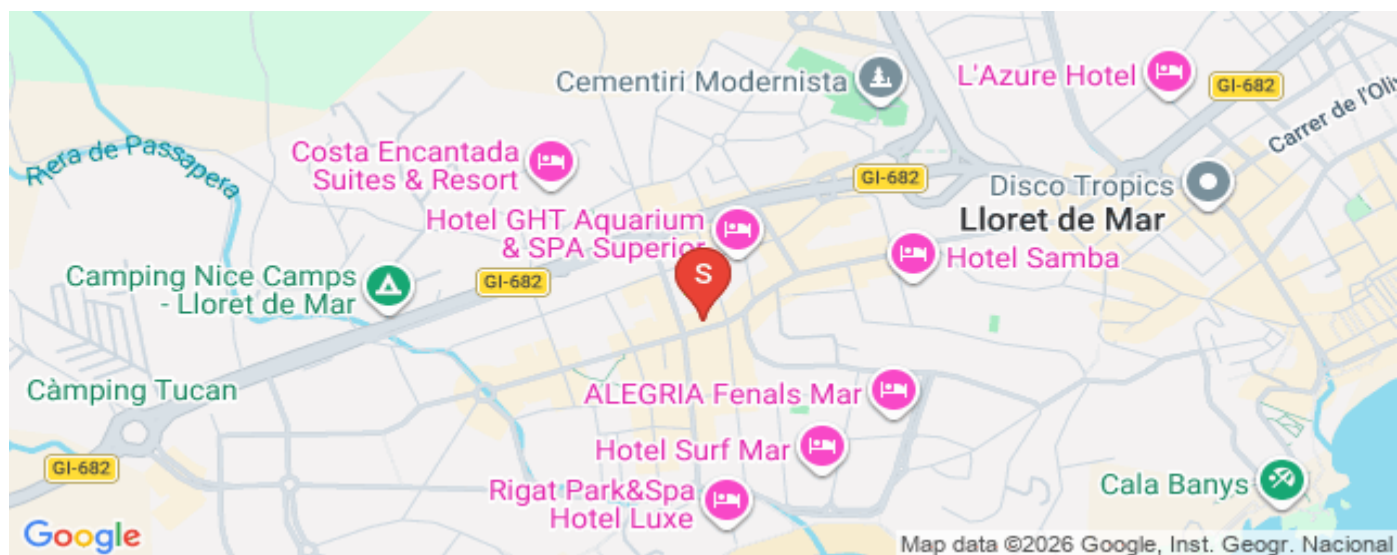 Cementiri Modernista
L'Azure Hotel
GI-682
Carrer de l'Oli
Riera de Passapera
Costa Encantada
Suites & Resort
GI-682
Disco Tropics
Lloret de Mar
Hotel GHT Aquarium
& SPA Superior
Hotel Samba
S
Camping Nice Camps
- Lloret de Mar
GI-682
Càmping Tucan
ALEGRIA Fenals Mar
Hotel Surf Mar
GI-682
Rigat Park&Spa
Hotel Luxe
Cala Banys
Google
Map data ©2026 Google, Inst. Geogr. Nacional